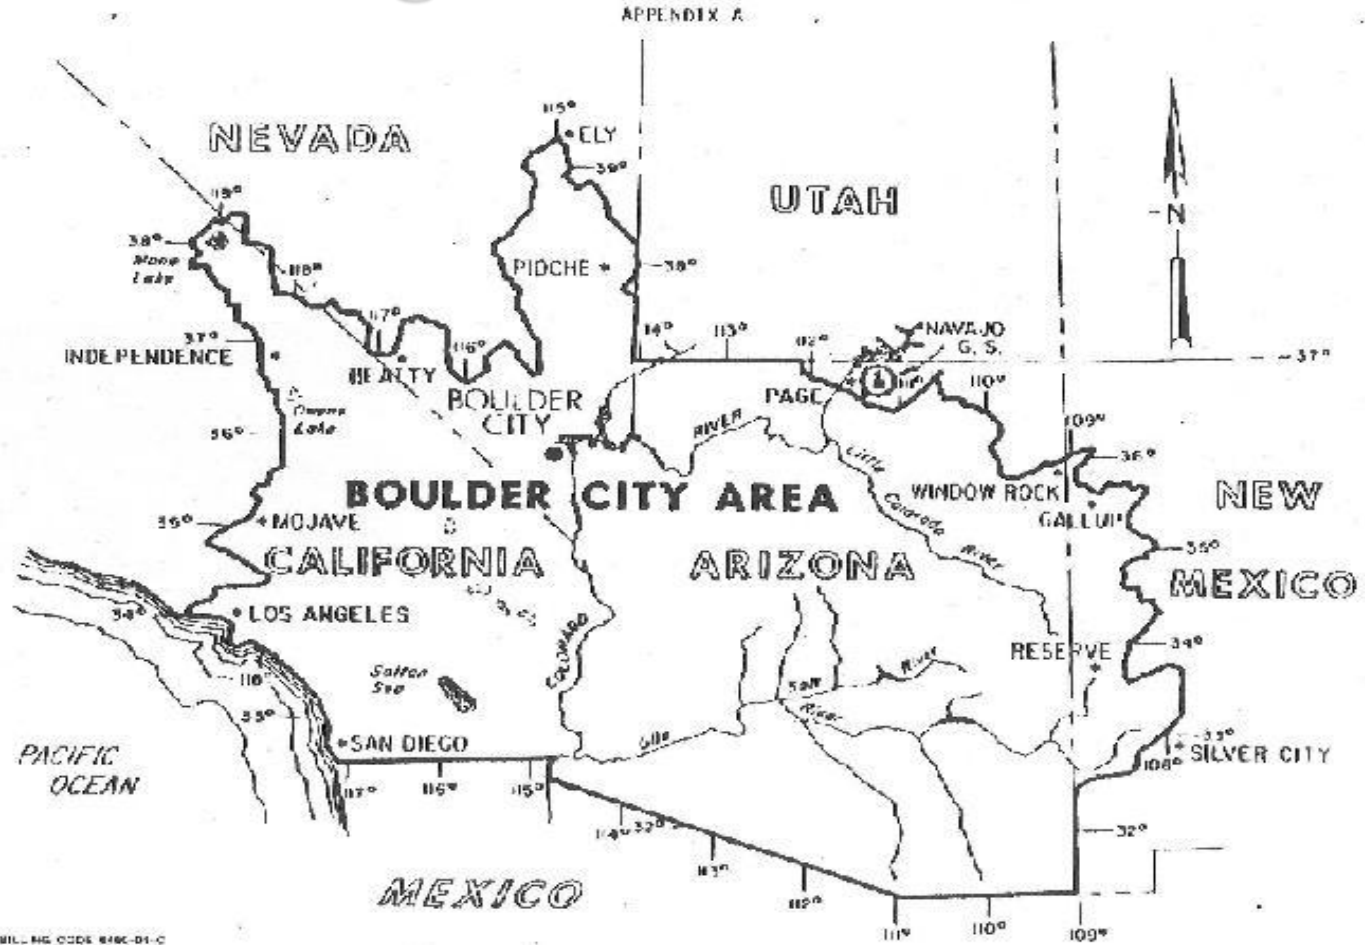 APPENDIX A
NEVADA
115°
ELY
39°
UTAH
N
38°
Mono
Lake
118°
PIOCHE
38°
117°
37°
INDEPENDENCE
116°
BEATTY
BOULDER
CITY
114°
113°
112°
NAVAJO
G. S.
37°
PAGE
110°
109°
Owens
Lake
36°
RIVER
Little
Colorado
River
36°
WINDOW ROCK
GALLUP
NEW
MEXICO
BOULDER CITY AREA
35°
MOJAVE
CALIFORNIA
ARIZONA
35°
34°
LOS ANGELES
COLORADO
RESERVE
34°
Salton
Sea
118°
33°
Salt
River
River
Gila
SAN DIEGO
33°
SILVER CITY
108°
PACIFIC
OCEAN
117°
116°
115°
114°
32°
113°
112°
111°
110°
109°
32°
MEXICO